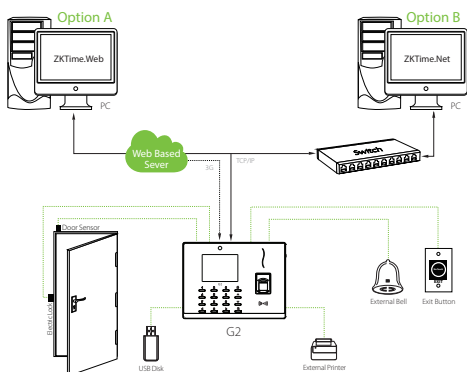 Option A
Option B
ZKTime.Web
ZKTime.Net
PC
PC
Web Based
Sever
3G
TCP/IP
Switch
Door Sensor
Electric Lock
G2
External Bell
Exit Button
EXIT
USB Disk
External Printer